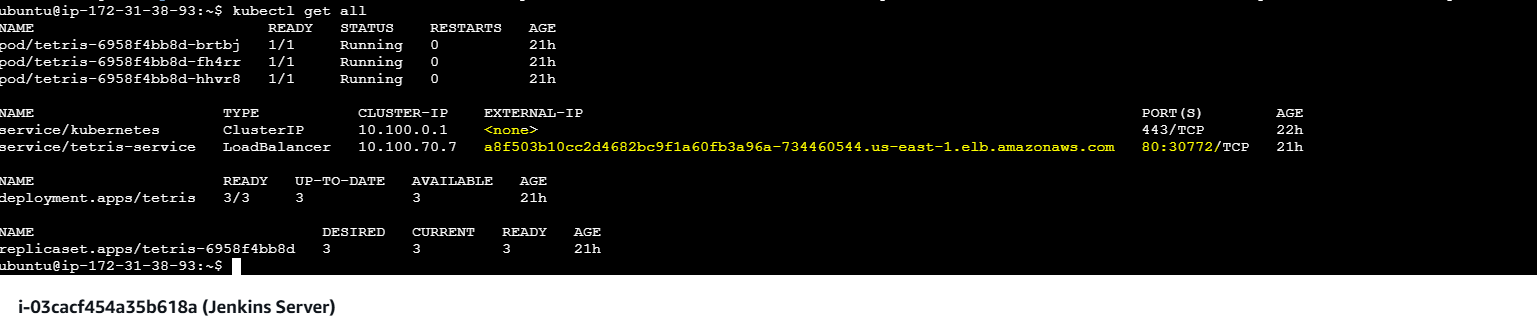 ubuntu@ip-172-31-38-93:~$ kubectl get all
NAME READY STATUS RESTARTS AGE
pod/tetris-6958f4bb8d-brtbj 1/1 Running 0 21h
pod/tetris-6958f4bb8d-fh4rr 1/1 Running 0 21h
pod/tetris-6958f4bb8d-hhvr8 1/1 Running 0 21h
NAME TYPE CLUSTER-IP EXTERNAL-IP PORT(S) AGE
service/kubernetes ClusterIP 10.100.0.1 <none> 443/TCP 22h
service/tetris-service LoadBalancer 10.100.70.7 a8f503b10cc2d4682bc9f1a60fb3a96a-734460544.us-east-1.elb.amazonaws.com 80:30772/TCP 21h
NAME READY UP-TO-DATE AVAILABLE AGE
deployment.apps/tetris 3/3 3 3 21h
NAME DESIRED CURRENT READY AGE
replicaset.apps/tetris-6958f4bb8d 3 3 3 21h
ubuntu@ip-172-31-38-93:~$
i-03cacf454a35b618a (Jenkins Server)